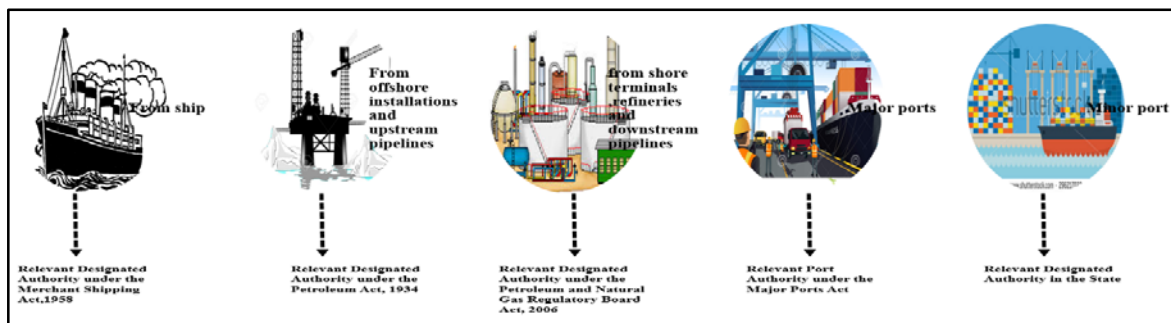 From ship
From
offshore
installations
and
upstream
pipelines
from shore
terminals
,refineries
and
downstream
pipelines
Major ports
Minor port
Relevant Designated
Authority under the
Merchant Shipping
Act,1958
Relevant Designated
Authority under the
Petroleum Act, 1934
Relevant Designated
Authority under the
Petroleum and Natural
Gas Regulatory Board
Act, 2006
Relevant Port
Authority under the
Major Ports Act
Relevant Designated
Authority in the State